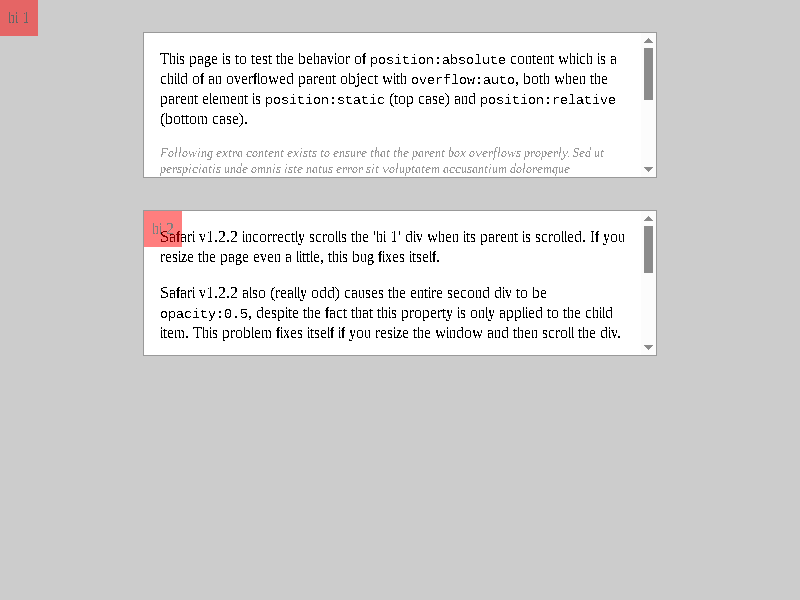 hi 1
This page is to test the behavior of position:absolute content which is a
child of an overflowed parent object with overflow:auto, both when the
parent element is position:static (top case) and position:relative
(bottom case).
Following extra content exists to ensure that the parent box overflows properly. Sed ut
perspiciatis unde omnis iste natus error sit voluptatem accusantium doloremque
hi 2
Safari v1.2.2 incorrectly scrolls the 'hi 1' div when its parent is scrolled. If you
resize the page even a little, this bug fixes itself.
Safari v1.2.2 also (really odd) causes the entire second div to be
opacity:0.5, despite the fact that this property is only applied to the child
item. This problem fixes itself if you resize the window and then scroll the div.